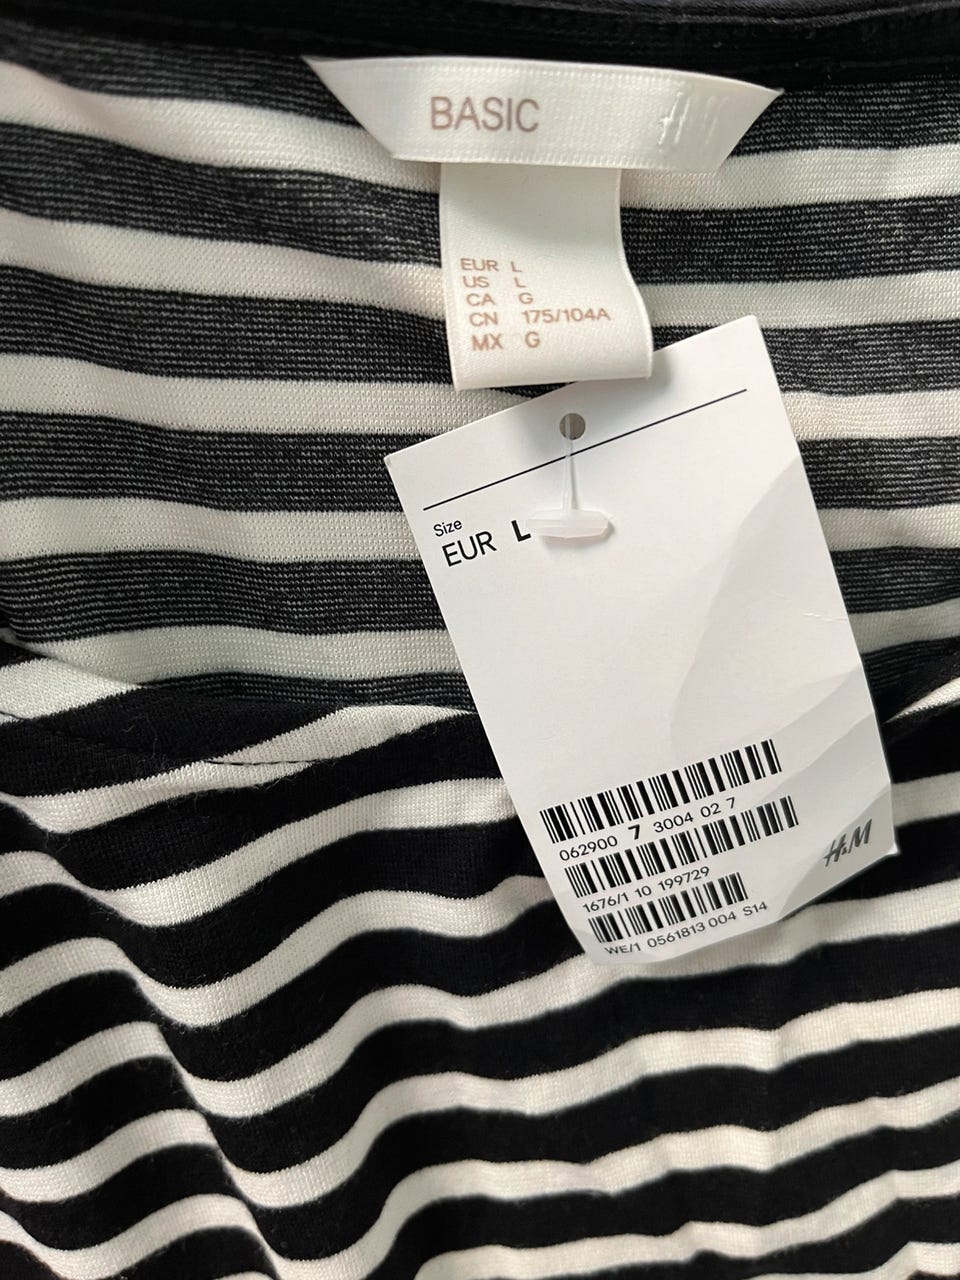 BASIC H&M
EUR L
US L
CA G
CN 175/104A
MX G
Size
EUR L
062900 7 3004 02 7
1676/1 10 199729
WE/1 0561813 004 S14
H&M